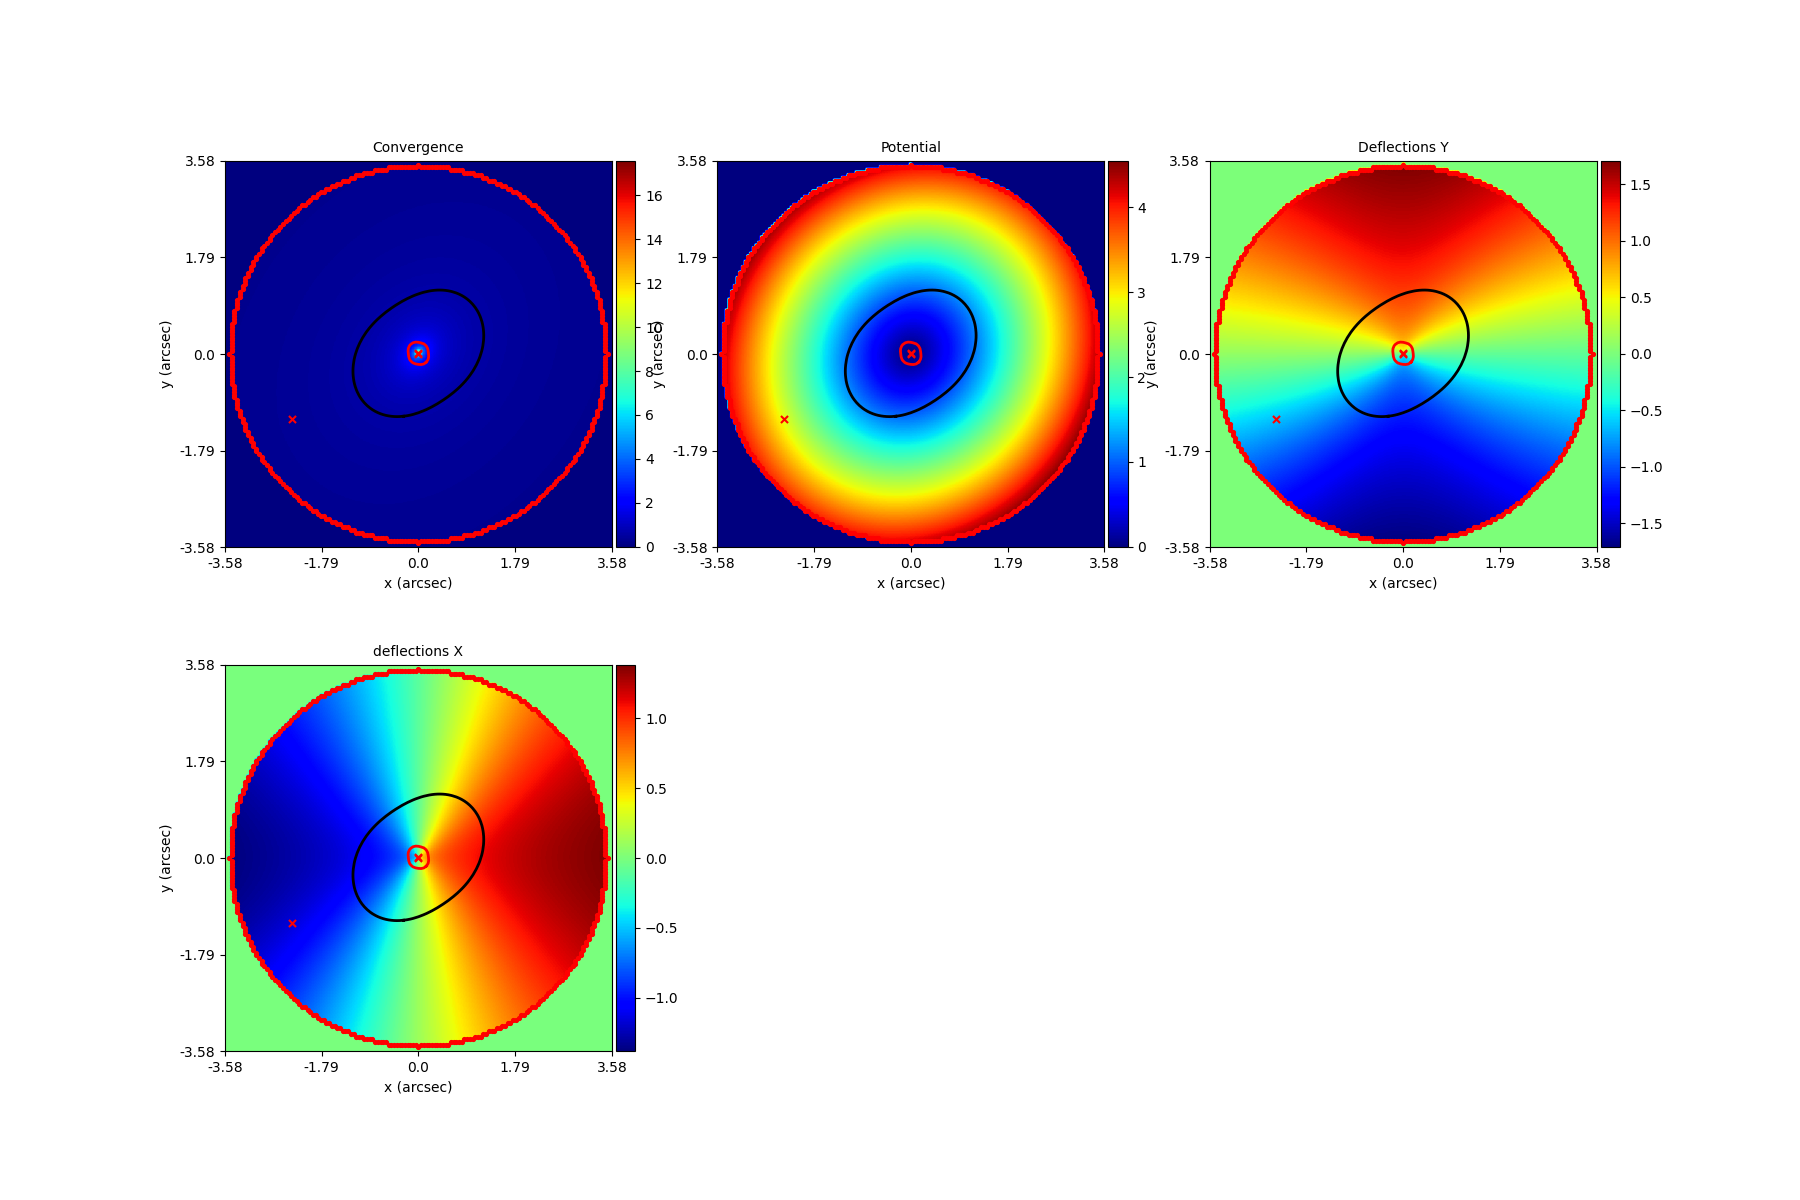 Convergence
3.58
1.79
0.0
-1.79
-3.58
y (arcsec)
-3.58 -1.79 0.0 1.79 3.58
x (arcsec)
16
14
12
10
8
6
4
2
0
Potential
3.58
1.79
0.0
-1.79
-3.58
y (arcsec)
-3.58 -1.79 0.0 1.79 3.58
x (arcsec)
4
3
2
1
0
Deflections Y
3.58
1.79
0.0
-1.79
-3.58
y (arcsec)
-3.58 -1.79 0.0 1.79 3.58
x (arcsec)
1.5
1.0
0.5
0.0
−0.5
−1.0
−1.5
deflections X
3.58
1.79
0.0
-1.79
-3.58
y (arcsec)
-3.58 -1.79 0.0 1.79 3.58
x (arcsec)
1.0
0.5
0.0
−0.5
−1.0